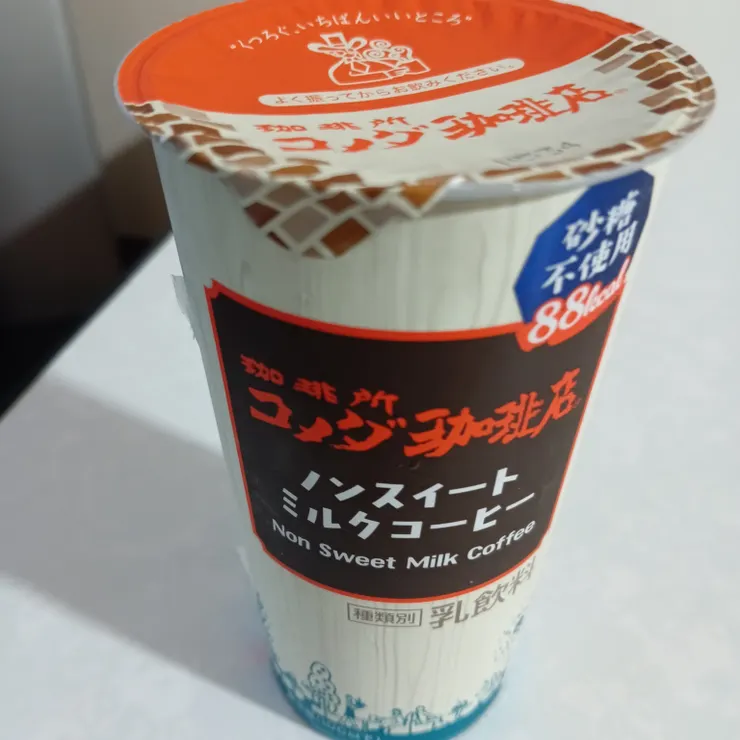 "くつろぐ、いちばんいいところ"
よく振ってからお飲みください。
珈琲所
コメダ珈琲店
砂糖
不使用
88kcal
珈琲所
コメダ珈琲店
ノンスイート
ミルクコーヒー
Non Sweet Milk Coffee
種類別 乳飲料